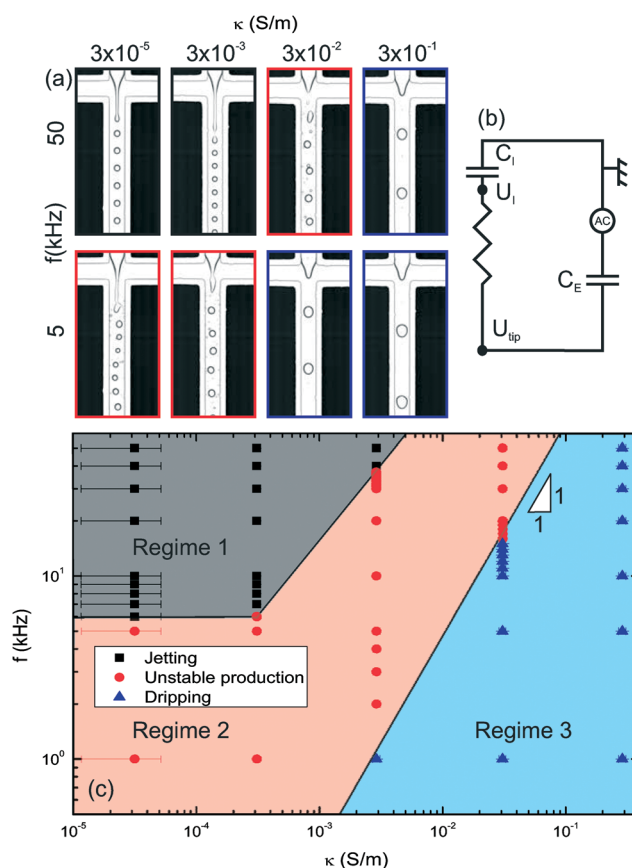 κ (S/m)
3x10⁻⁵ 3x10⁻³ 3x10⁻² 3x10⁻¹
(a)
50
f(kHz)
5
(b)
C_I
U_I
AC
C_E
U_tip
f (kHz)
10¹
10⁰
Regime 1
Jetting
Unstable production
Dripping
Regime 2
Regime 3
1
1
(c)
10⁻⁵ 10⁻⁴ 10⁻³ 10⁻² 10⁻¹
κ (S/m)